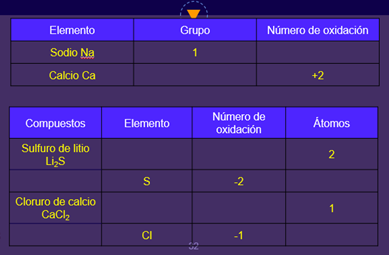 Elemento Grupo Número de oxidación
Sodio Na 1
Calcio Ca +2
Compuestos Elemento Número de oxidación Átomos
Sulfuro de litio Li₂S 2
S -2
Cloruro de calcio CaCl₂ 1
Cl -1
32